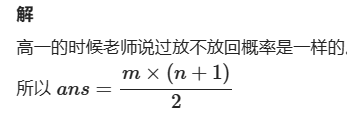 解
高一的时候老师说过放不放回概率是一样的。
所以 ans = m × (n + 1) / 2